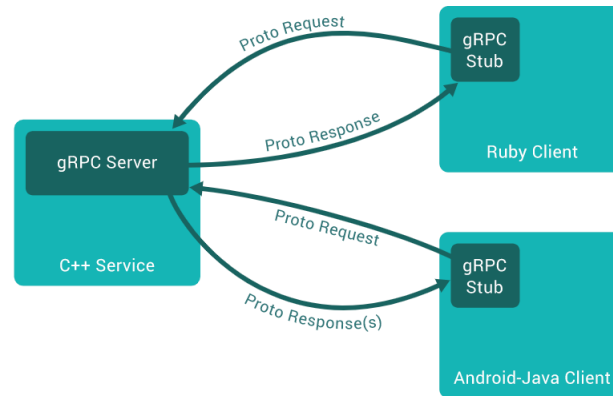 Proto Request
gRPC
Stub
Ruby Client
Proto Response
gRPC Server
C++ Service
Proto Request
gRPC
Stub
Proto Response(s)
Android-Java Client